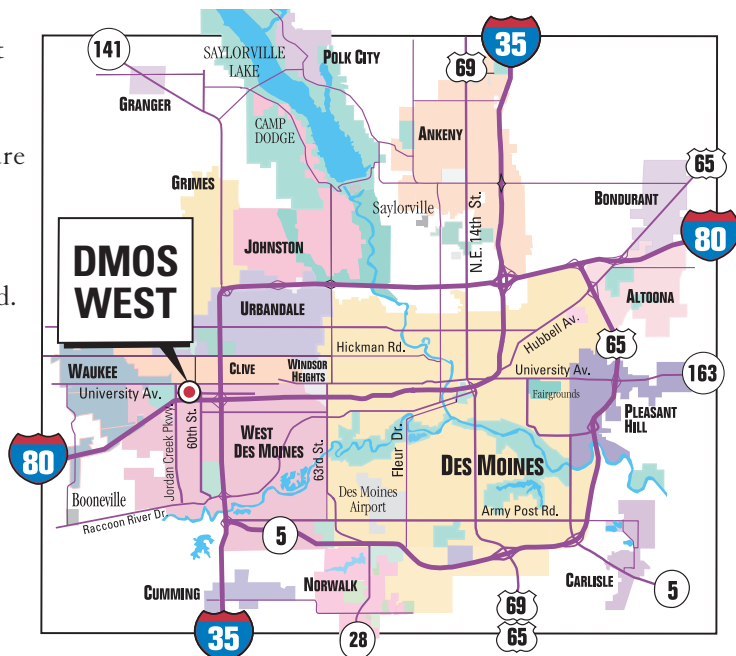 t
are
d.
141
35
69
SAYLORVILLE
LAKE
POLK CITY
GRANGER
CAMP
DODGE
ANKENY
65
GRIMES
Saylorville
N.E. 14th St.
BONDURANT
80
JOHNSTON
DMOS
WEST
ALTOONA
URBANDALE
Hubbell Av.
Hickman Rd.
65
WAUKEE
CLIVE
WINDSOR
HEIGHTS
University Av.
163
University Av.
Fairgrounds
PLEASANT
HILL
Jordan Creek Pkwy.
60th St.
WEST
DES MOINES
63rd St.
Fleur Dr.
DES MOINES
80
Booneville
Des Moines
Airport
Army Post Rd.
Raccoon River Dr.
5
CUMMING
NORWALK
CARLISLE
5
35
28
69
65